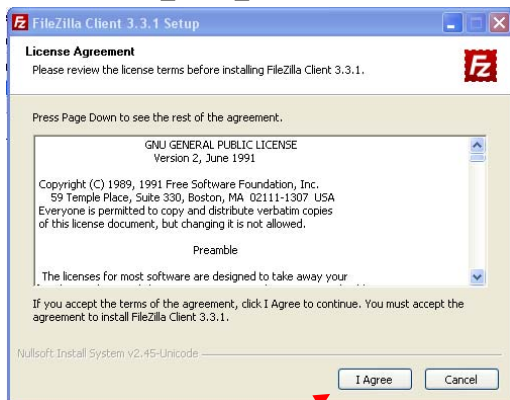 FileZilla Client 3.3.1 Setup
License Agreement
Please review the license terms before installing FileZilla Client 3.3.1.
Press Page Down to see the rest of the agreement.
GNU GENERAL PUBLIC LICENSE
Version 2, June 1991
Copyright (C) 1989, 1991 Free Software Foundation, Inc.
59 Temple Place, Suite 330, Boston, MA 02111-1307 USA
Everyone is permitted to copy and distribute verbatim copies
of this license document, but changing it is not allowed.
Preamble
The licenses for most software are designed to take away your
If you accept the terms of the agreement, click I Agree to continue. You must accept the
agreement to install FileZilla Client 3.3.1.
Nullsoft Install System v2.45-Unicode
I Agree Cancel